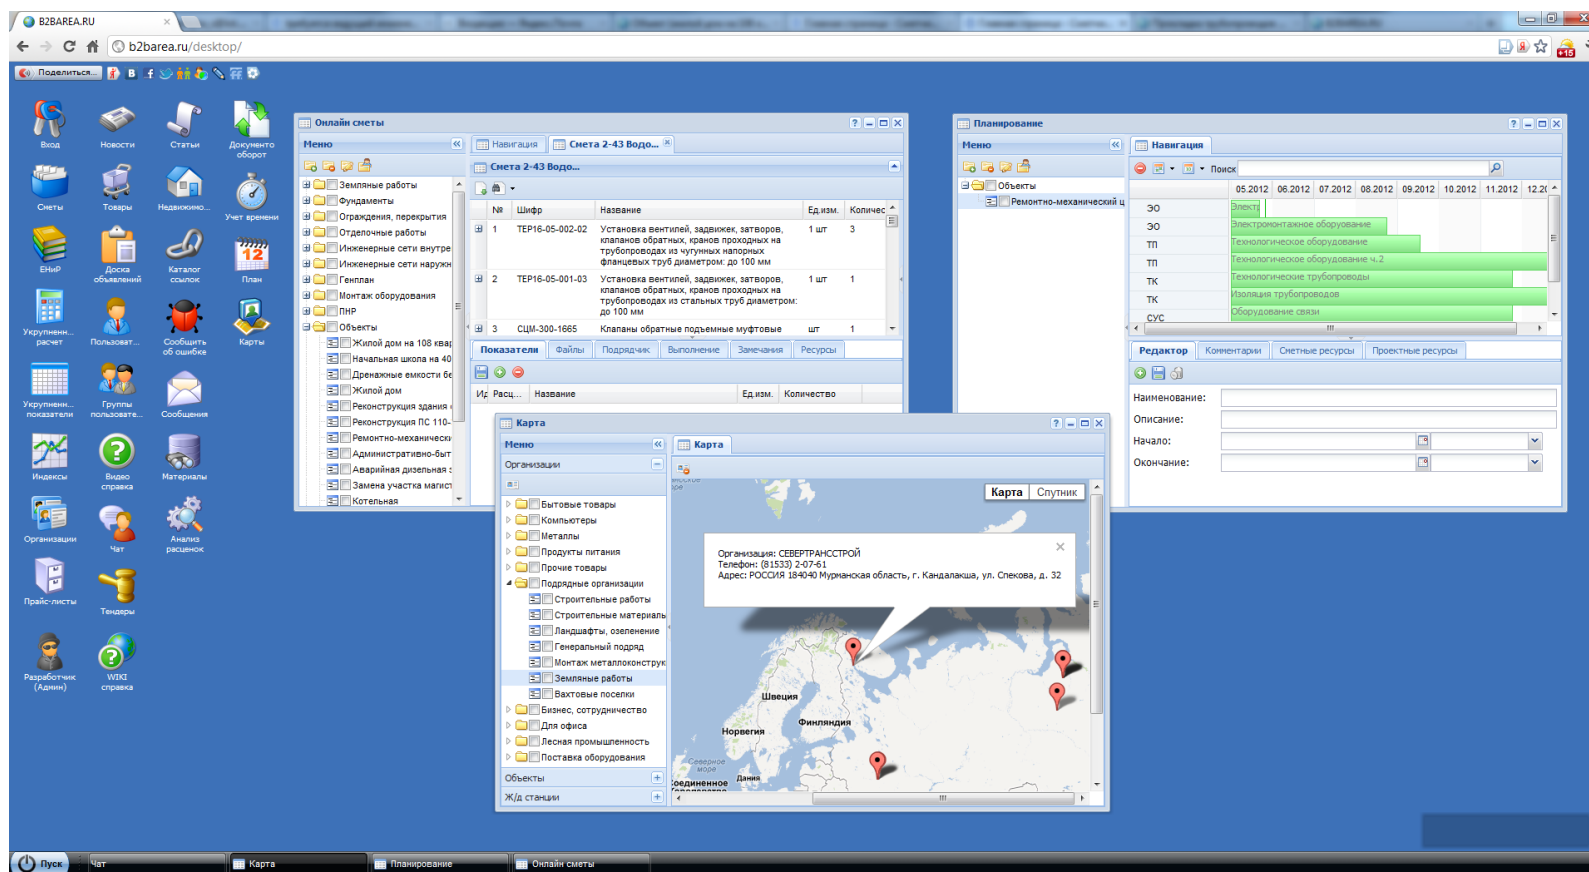 B2BAREA.RU
b2barea.ru/desktop/
+15
Поделиться...
Вход
Новости
Статьи
Документо
оборот
Сметы
Товары
Недвижимо...
Учет времени
ЕНиР
Доска
объявлений
Каталог
ссылок
12
План
Укрупненн...
расчет
Пользоват...
Сообщить
об ошибке
Карты
Укрупненн...
показатели
Группы
пользовате...
Сообщения
Индексы
Видео
справка
Материалы
Организации
Чат
Анализ
расценок
Прайс-листы
Тендеры
Разработчик
(Админ)
WIKI
справка
Онлайн сметы
Меню
Земляные работы
Фундаменты
Ограждения, перекрытия
Отделочные работы
Инженерные сети внутре
Инженерные сети наружн
Генплан
Монтаж оборудования
ПНР
Объекты
Жилой дом на 108 квар
Начальная школа на 40
Дренажные емкости бе
Жилой дом
Реконструкция здания
Реконструкция ПС 110-
Ремонтно-механически
Административно-быт
Аварийная дизельная
Замена участка магист
Котельная
Навигация
Смета 2-43 Водо...
Смета 2-43 Водо...
№ Шифр Название Ед.изм. Количес
1 ТЕР16-05-002-02 Установка вентилей, задвижек, затворов, 1 шт 3
клапанов обратных, кранов проходных на
трубопроводах из чугунных напорных
фланцевых труб диаметром: до 100 мм
2 ТЕР16-05-001-03 Установка вентилей, задвижек, затворов, 1 шт 1
клапанов обратных, кранов проходных на
трубопроводах из стальных труб диаметром:
до 100 мм
3 СЦМ-300-1665 Клапаны обратные подъемные муфтовые шт 1
Показатели Файлы Подрядчик Выполнение Замечания Ресурсы
Ид Расц... Название Ед.изм. Количество
Планирование
Меню
Объекты
Ремонтно-механический ц
Навигация
Поиск
05.2012 06.2012 07.2012 08.2012 09.2012 10.2012 11.2012 12.20
ЭО Электр
ЭО Электромонтажное оборуование
ТП Технологическое оборудование
ТП Технологическое оборудование ч.2
ТК Технологические трубопроводы
ТК Изоляция трубопроводов
СУС Оборудование связи
Редактор Комментарии Сметные ресурсы Проектные ресурсы
Наименование:
Описание:
Начало:
Окончание:
Карта
Меню
Организации
Бытовые товары
Компьютеры
Металлы
Продукты питания
Прочие товары
Подрядные организации
Строительные работы
Строительные материаль
Ландшафты, озеленение
Генеральный подряд
Монтаж металлоконструк
Земляные работы
Вахтовые поселки
Бизнес, сотрудничество
Для офиса
Лесная промышленность
Поставка оборудования
Объекты
Ж/д станции
Карта
Карта Спутник
Организация: СЕВЕРТРАНССТРОЙ
Телефон: (81533) 2-07-61
Адрес: РОССИЯ 184040 Мурманская область, г. Кандалакша, ул. Спекова, д. 32
Швеция
Финляндия
Норвегия
Северное
море
Дания
оединенное
Пуск
Чат
Карта
Планирование
Онлайн сметы